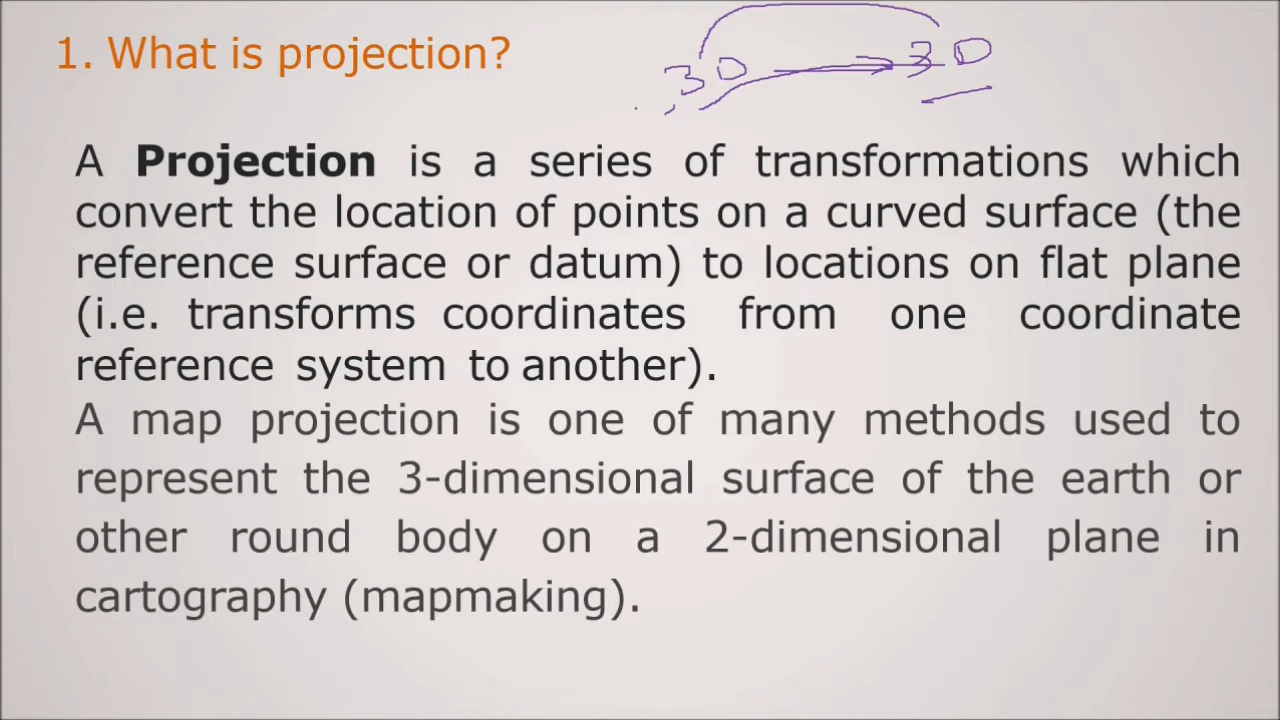 1. What is projection?
3D → 3D
A Projection is a series of transformations which
convert the location of points on a curved surface (the
reference surface or datum) to locations on flat plane
(i.e. transforms coordinates from one coordinate
reference system to another).
A map projection is one of many methods used to
represent the 3-dimensional surface of the earth or
other round body on a 2-dimensional plane in
cartography (mapmaking).